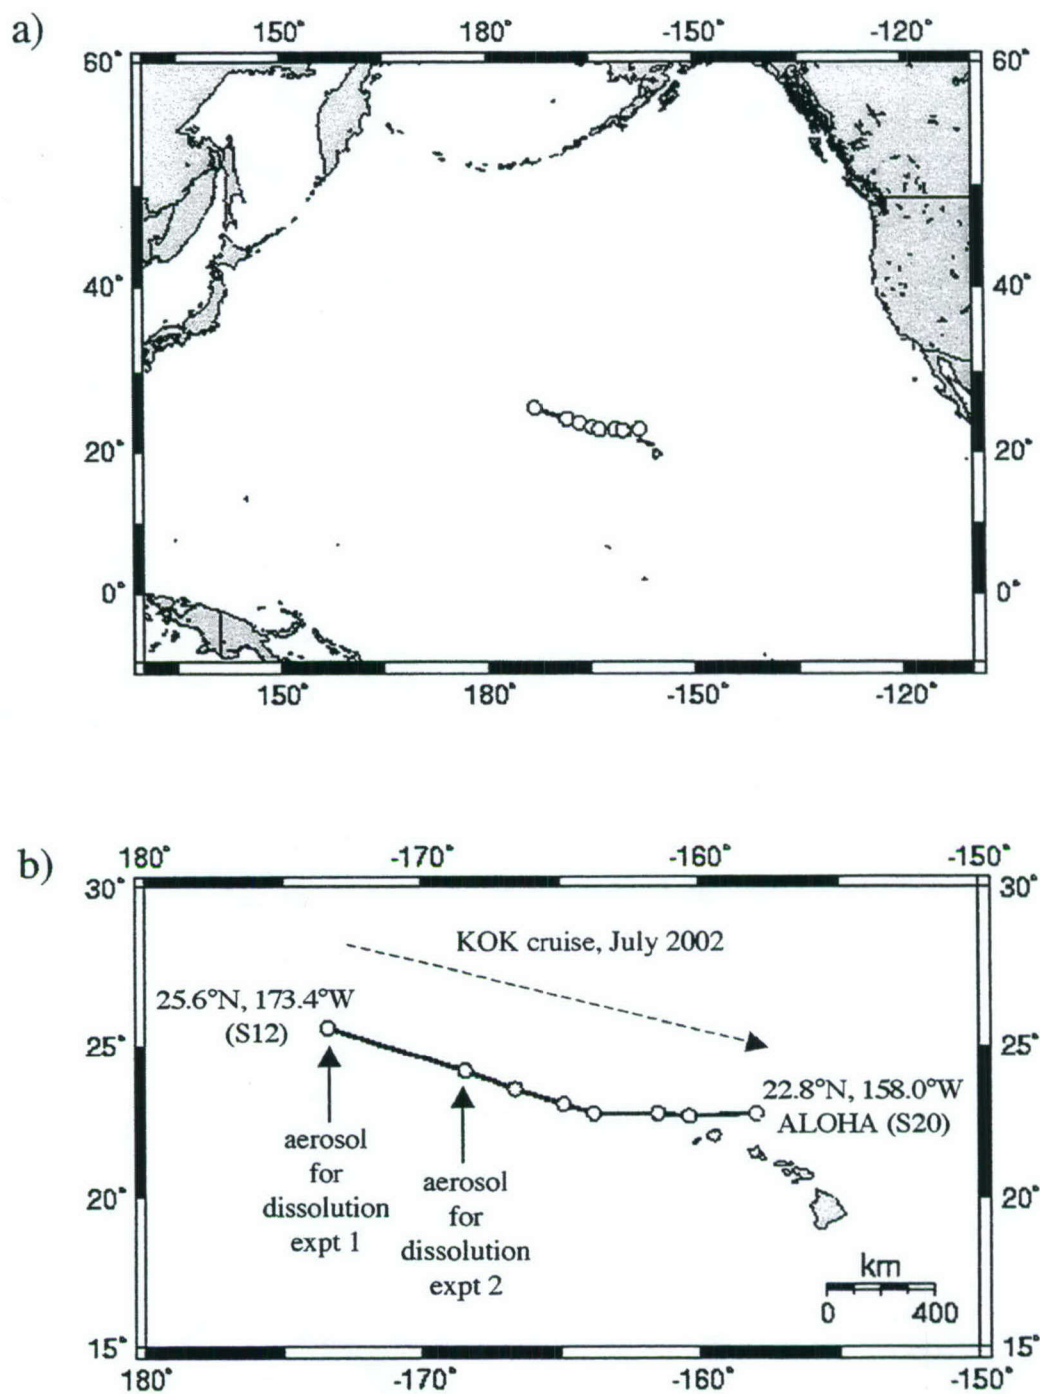 a)
150° 180° -150° -120°
60° 60°
40° 40°
20° 20°
0° 0°
150° 180° -150° -120°
b)
180° -170° -160° -150°
30° 30°
KOK cruise, July 2002
25.6°N, 173.4°W
(S12)
25° 25°
22.8°N, 158.0°W
ALOHA (S20)
aerosol
for
dissolution
expt 1
aerosol
for
dissolution
expt 2
20° 20°
km
0 400
15° 15°
180° -170° -160° -150°